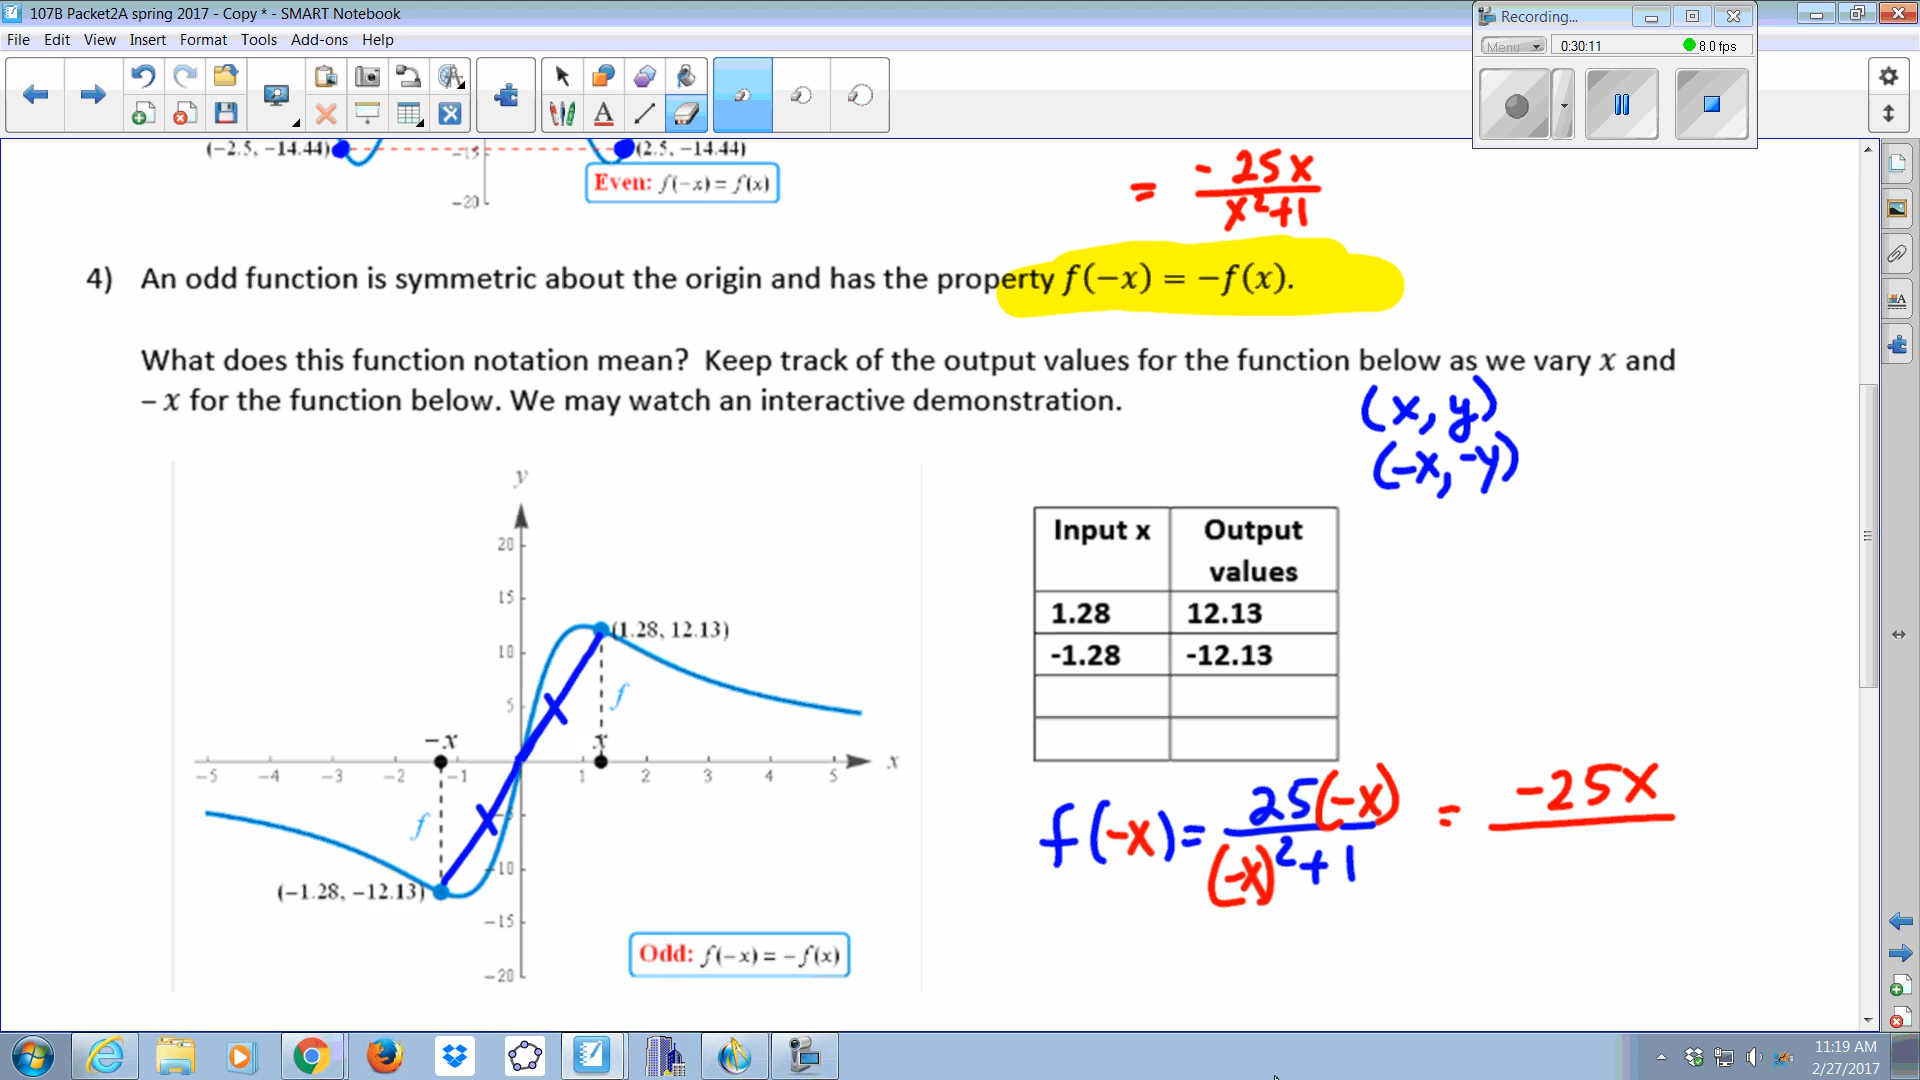 107B Packet2A spring 2017 - Copy * - SMART Notebook
File Edit View Insert Format Tools Add-ons Help
Recording...
Menu 0:30:11 8.0 fps
(−2.5, −14.44) −15 (2.5, −14.44)
Even: f(−x) = f(x)
−20
= - 25x / x²+1
4) An odd function is symmetric about the origin and has the property f(−x) = −f(x).
What does this function notation mean? Keep track of the output values for the function below as we vary x and
– x for the function below. We may watch an interactive demonstration.
(x, y)
(-x, -y)
y
20
15
10
5
(1.28, 12.13)
f
−x x
−5 −4 −3 −2 −1 1 2 3 4 5 x
f
(−1.28, −12.13)
−10
−15
−20
Odd: f(−x) = − f(x)
Input x Output values
1.28 12.13
-1.28 -12.13
f(-x) = 25(-x) / (-x)²+1 = -25x
11:19 AM
2/27/2017